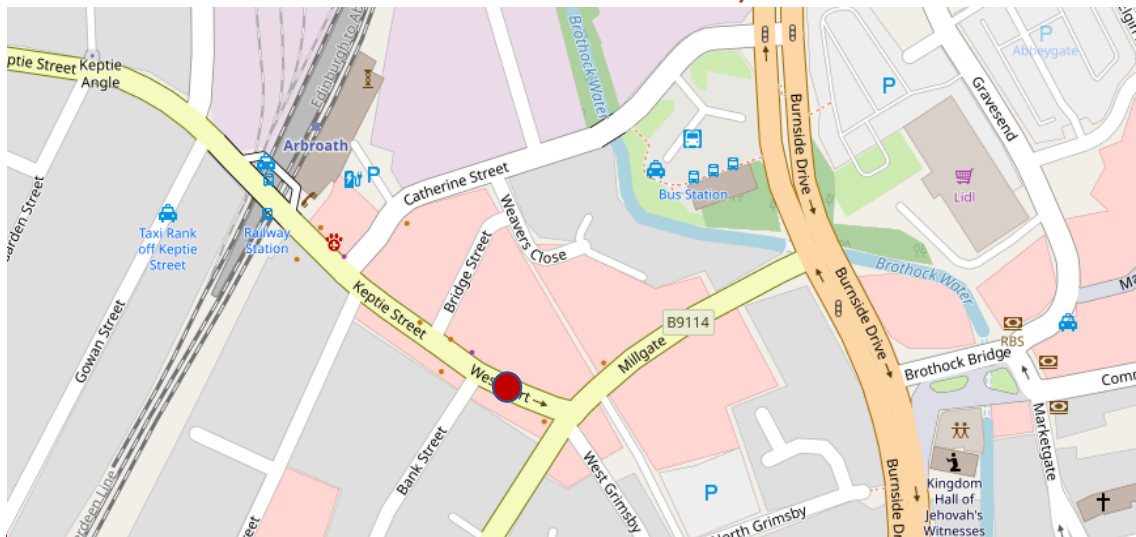 Keptie Street
Keptie
Angle
Edinburgh to
Arbroath
P
Brothock Water
Burnside Drive
P
P
Abbeygate
Gravesend
Lidl
Catherine Street
Weavers Close
Bus Station
Taxi Rank
off Keptie
Street
Railway
Station
Bridge Street
Keptie Street
Gowan Street
B9114
Millgate
Burnside Drive
Brothock Water
RBS
Brothock Bridge
Bank Street
West Grimsby
P
North Grimsby
Burnside
Marketgate
Kingdom
Hall of
Jehovah's
Witnesses